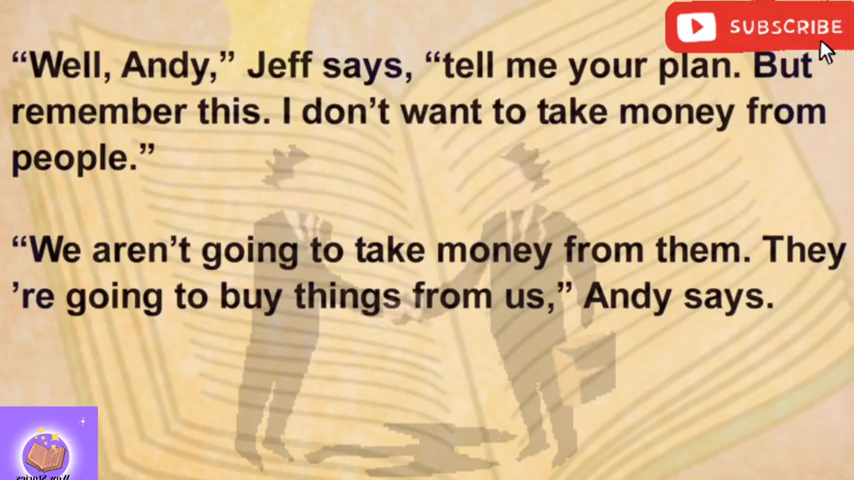 SUBSCRIBE
“Well, Andy,” Jeff says, “tell me your plan. But
remember this. I don’t want to take money from
people.”
“We aren’t going to take money from them. They
’re going to buy things from us,” Andy says.